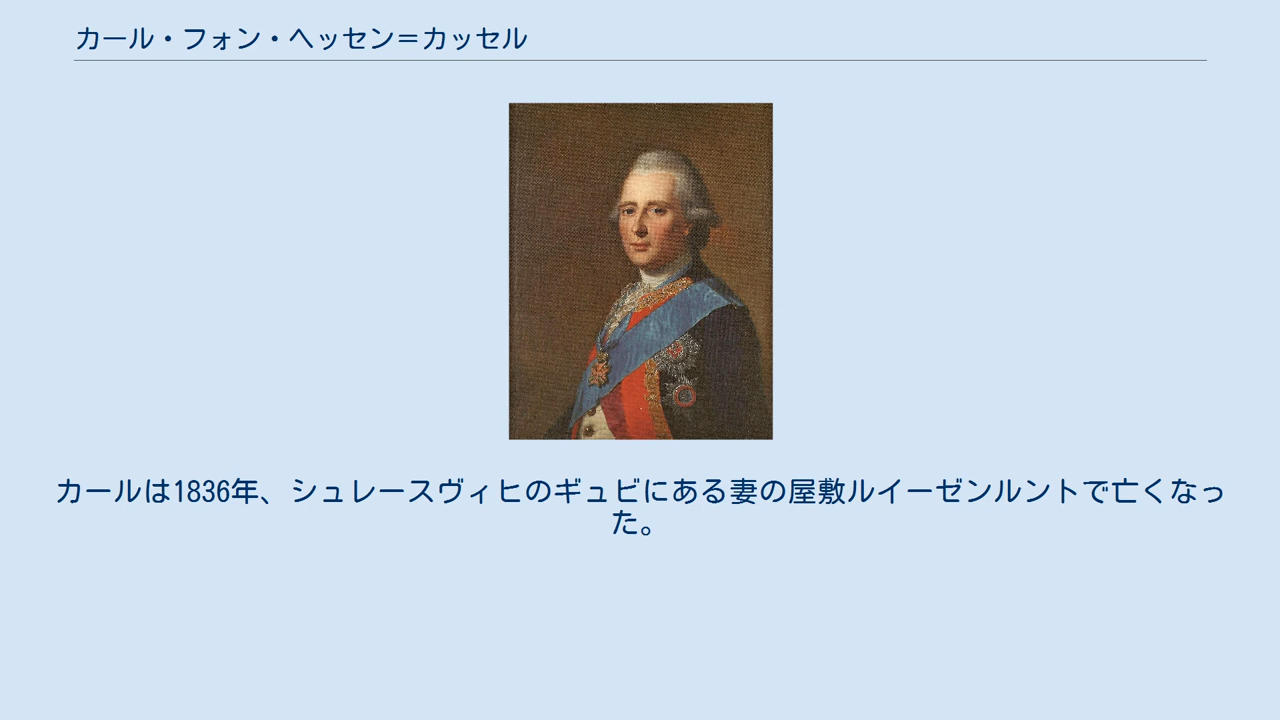 カール・フォン・ヘッセン＝カッセル
カールは1836年、シュレースヴィヒのギュビにある妻の屋敷ルイーゼンルントで亡くなっ
た。